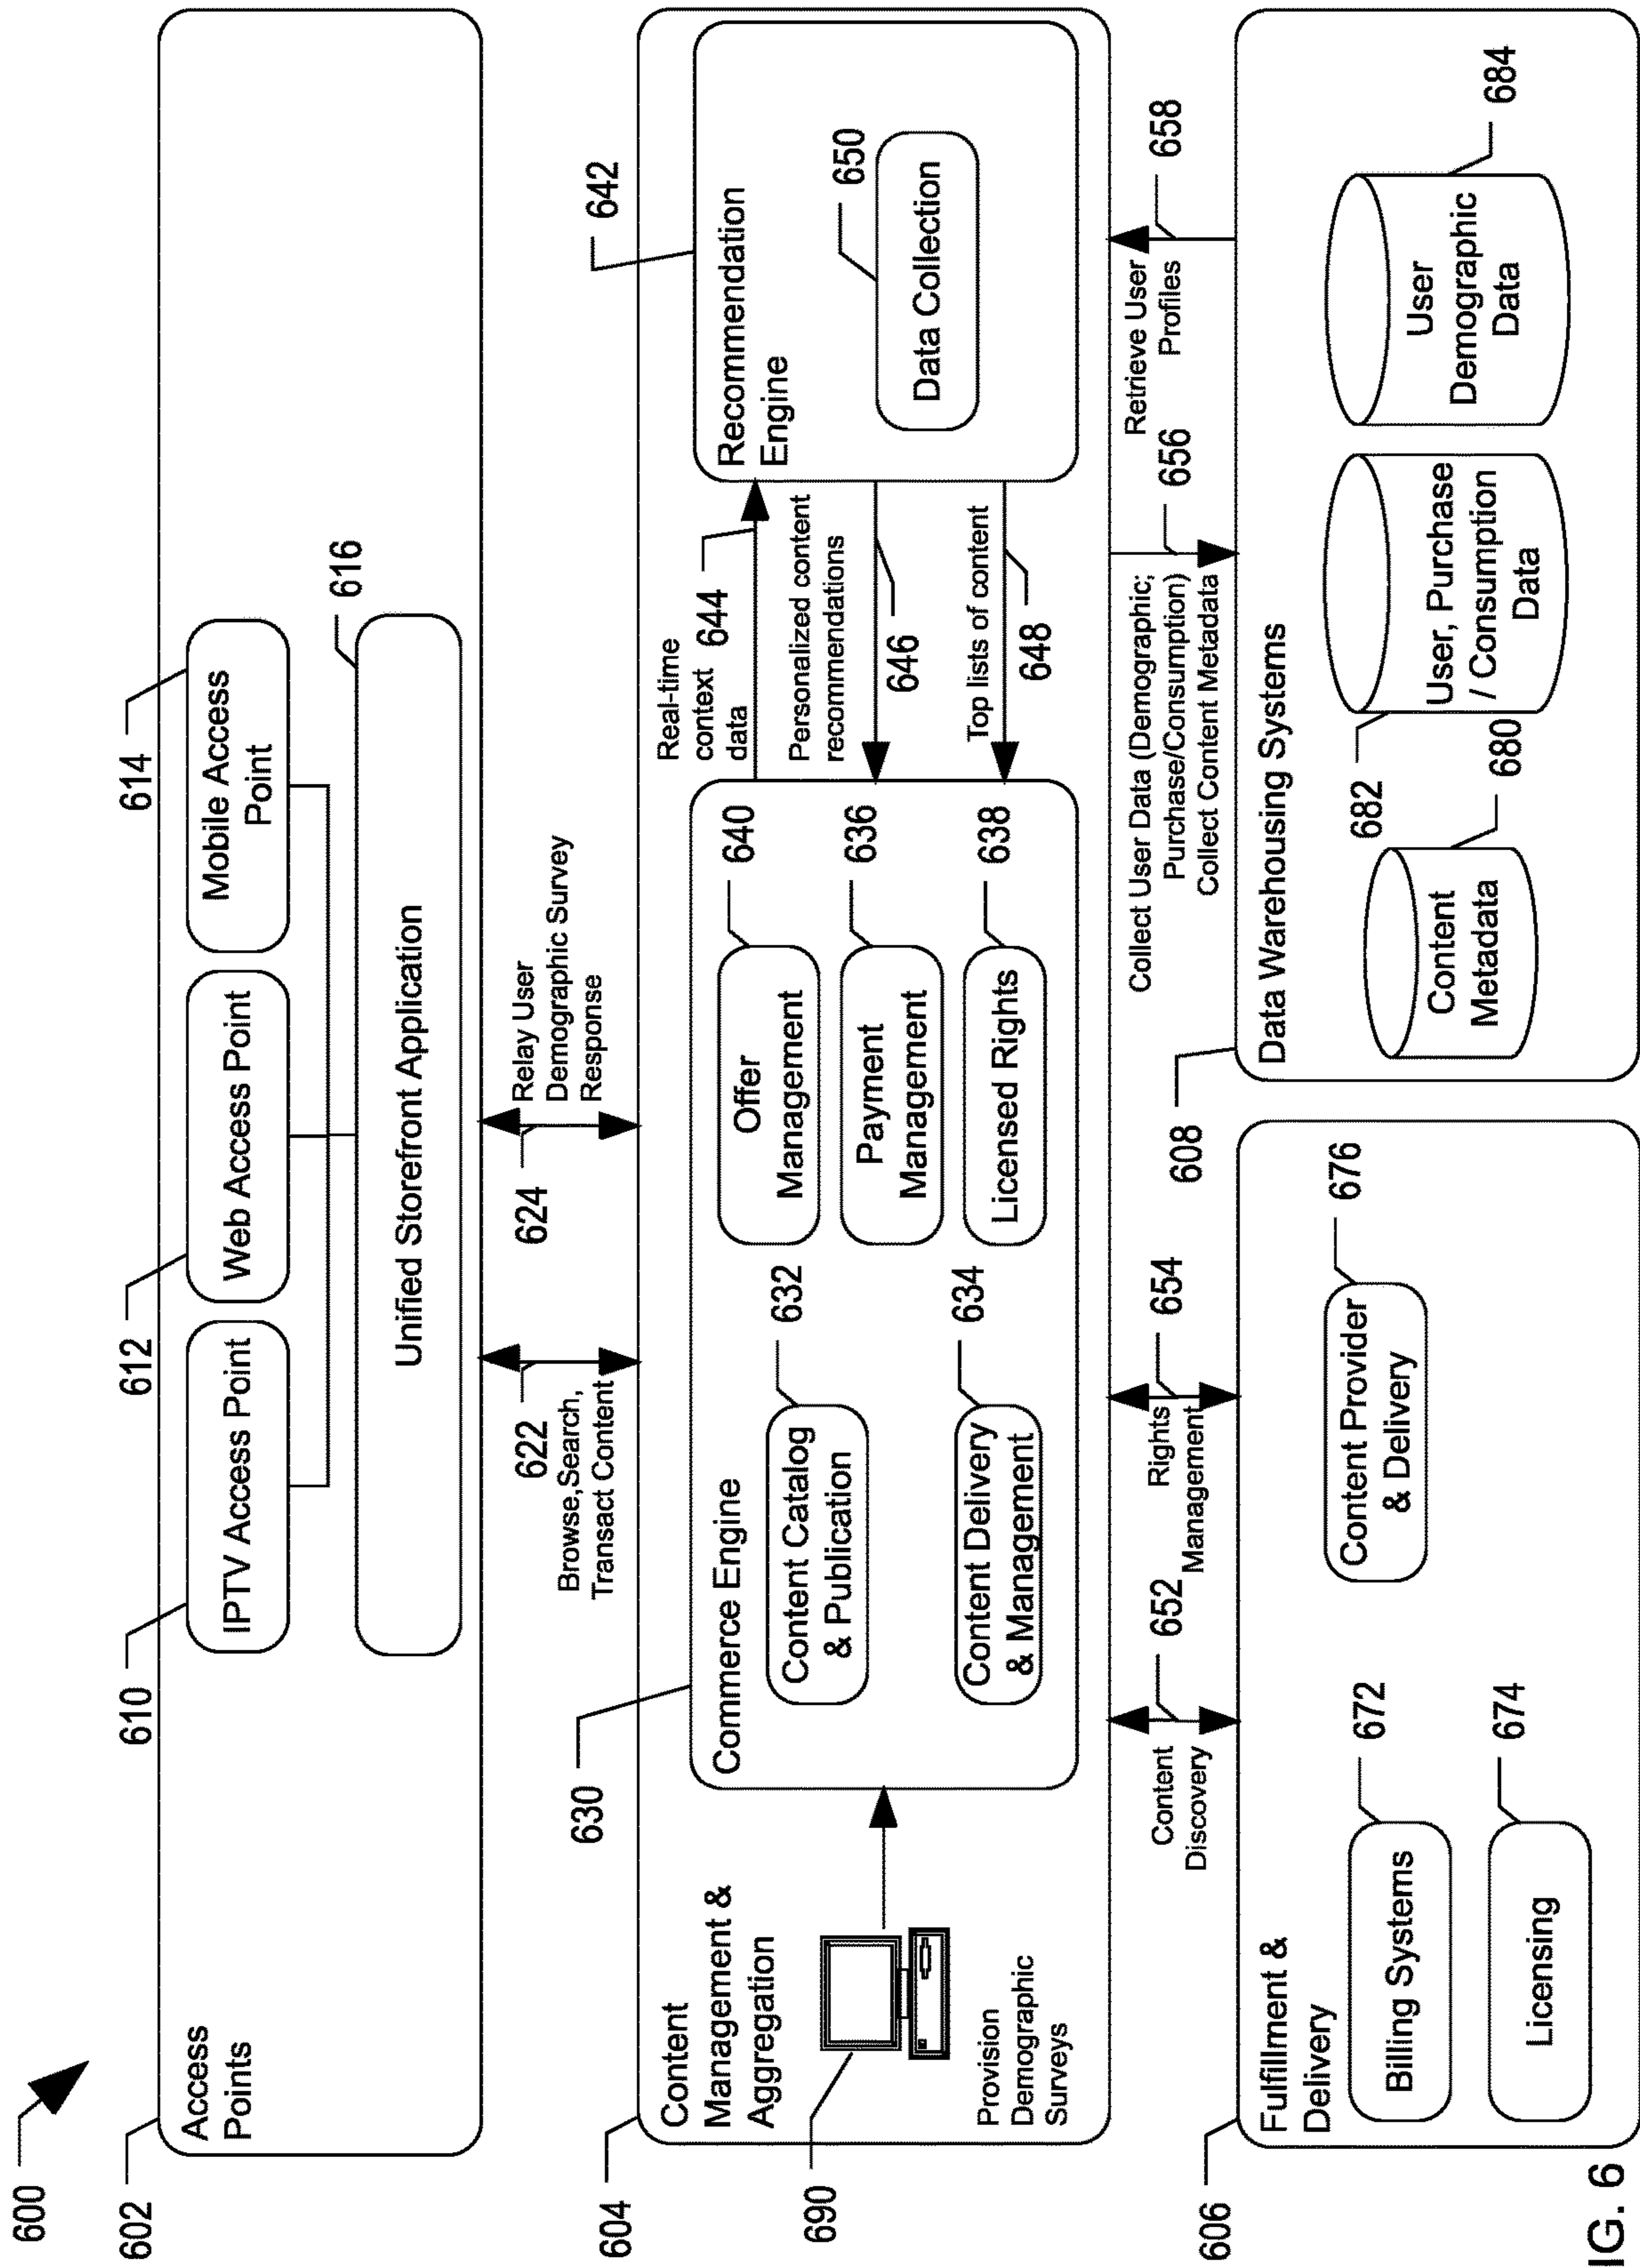 600
602
Access
Points
610
IPTV Access Point
612
Web Access Point
614
Mobile Access
Point
616
Unified Storefront Application
622
Browse,Search,
Transact Content
624
Relay User
Demographic Survey
Response
604
Content
Management &
Aggregation
690
Provision
Demographic
Surveys
630
Commerce Engine
632
Content Catalog
& Publication
634
Content Delivery
& Management
640
Offer
Management
636
Payment
Management
638
Licensed Rights
Real-time
context
data
644
Personalized content
recommendations
646
Top lists of content
648
642
Recommendation
Engine
650
Data Collection
Content
Discovery
652
Rights
Management
654
Collect User Data (Demographic;
Purchase/Consumption)
Collect Content Metadata
656
Retrieve User
Profiles
658
606
Fulfillment &
Delivery
672
Billing Systems
674
Licensing
676
Content Provider
& Delivery
608
Data Warehousing Systems
680
Content
Metadata
682
User, Purchase
/ Consumption
Data
684
User
Demographic
Data
IG. 6